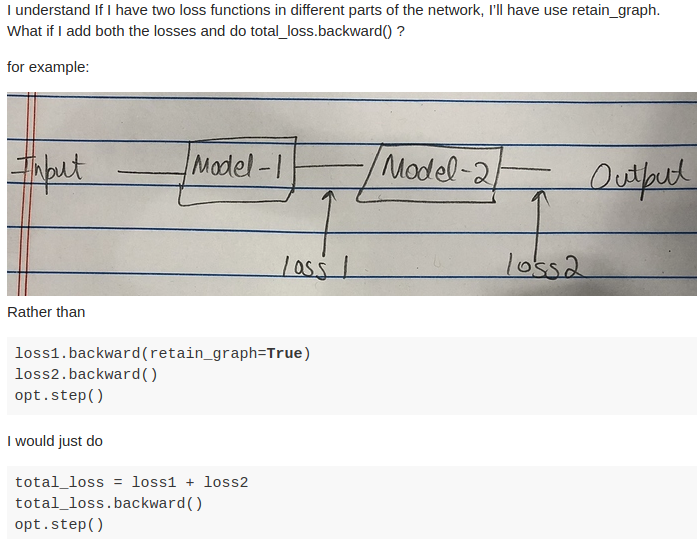 I understand If I have two loss functions in different parts of the network, I'll have use retain_graph.
What if I add both the losses and do total_loss.backward() ?
for example:
Input Model-1 Model-2 Output
loss 1 loss2
Rather than
loss1.backward(retain_graph=True)
loss2.backward()
opt.step()
I would just do
total_loss = loss1 + loss2
total_loss.backward()
opt.step()